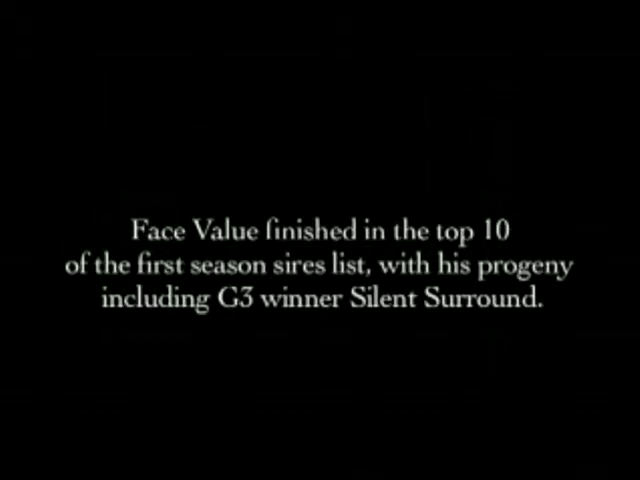 Face Value finished in the top 10
of the first season sires list, with his progeny
including G3 winner Silent Surround.